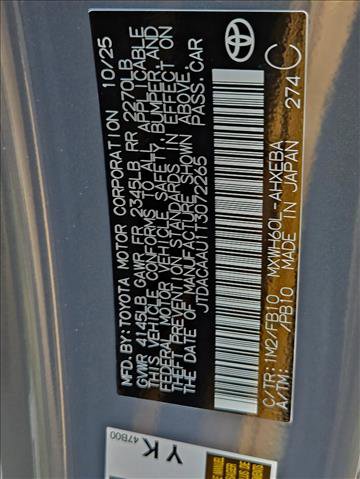 MFD. BY: TOYOTA MOTOR CORPORATION 10/25
GVWR 4145LB GAWR FR 2345LB RR 2270LB
THIS VEHICLE CONFORMS TO ALL APPLICABLE
FEDERAL MOTOR VEHICLE SAFETY, BUMPER, AND
THEFT PREVENTION STANDARDS IN EFFECT ON
THE DATE OF MANUFACTURE SHOWN ABOVE.
JTDACAAU1T3072265 PASS. CAR
TOYOTA
C/TR: 1M2/FB10 MXWH60L-AHXEBA 274C
A/TM: /PB10 MADE IN JAPAN
YK
47B00